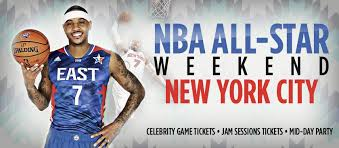 NBA ALL-STAR
WEEKEND
NEW YORK CITY
CELEBRITY GAME TICKETS • JAM SESSIONS TICKETS • MID-DAY PARTY
SPALDING
EAST
7